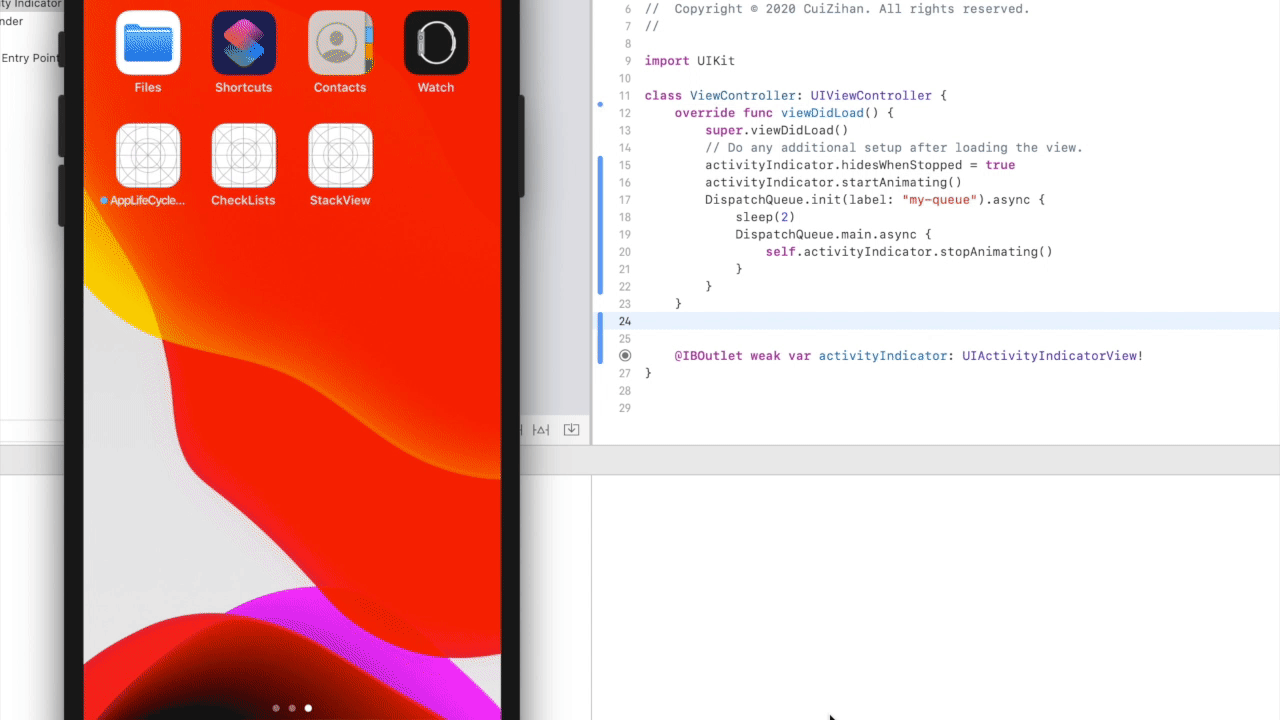 ty Indicator
nder
Entry Point
Files
Shortcuts
Contacts
Watch
AppLifeCycle...
CheckLists
StackView
6 //  Copyright © 2020 CuiZihan. All rights reserved.
7 //
8
9 import UIKit
10
11 class ViewController: UIViewController {
12     override func viewDidLoad() {
13         super.viewDidLoad()
14         // Do any additional setup after loading the view.
15         activityIndicator.hidesWhenStopped = true
16         activityIndicator.startAnimating()
17         DispatchQueue.init(label: "my-queue").async {
18             sleep(2)
19             DispatchQueue.main.async {
20                 self.activityIndicator.stopAnimating()
21             }
22         }
23     }
24
25
@IBOutlet weak var activityIndicator: UIActivityIndicatorView!
27 }
28
29